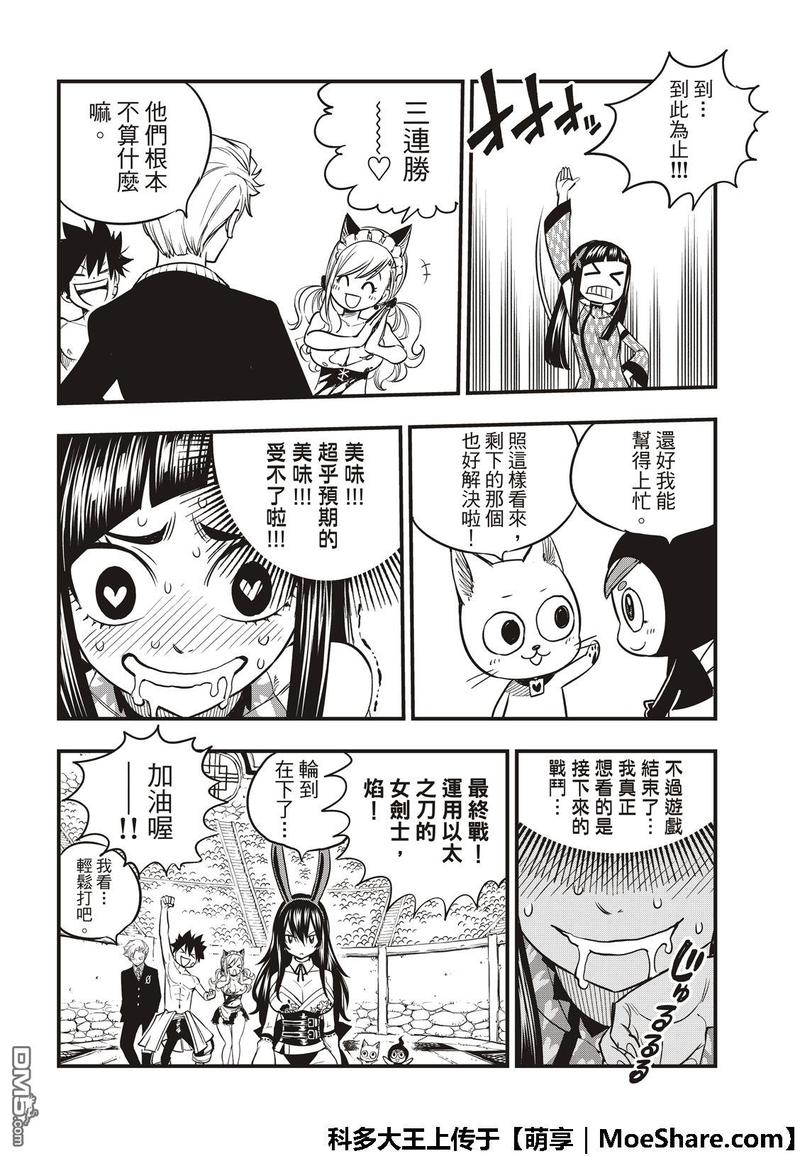 到…
到此為止!!!
バッバッ
三連勝
～～～♡
他們根本
不算什麼
嘛。
還好我能
幫得上忙。
照這樣看來，
剩下的那個
也好解決啦！
美味!!!
超乎預期的
美味!!!
受不了啦!!!
不過遊戲
結束了…
我真正
想看的是
接下來的
戰鬥…
じゅるるる
最終戰！
運用以太
之刀的
女劍士，
焰！
輪到
在下了…
加油喔
——!!
我看…
輕鬆打吧。
DM5.com
科多大王上传于【萌享｜MoeShare.com】